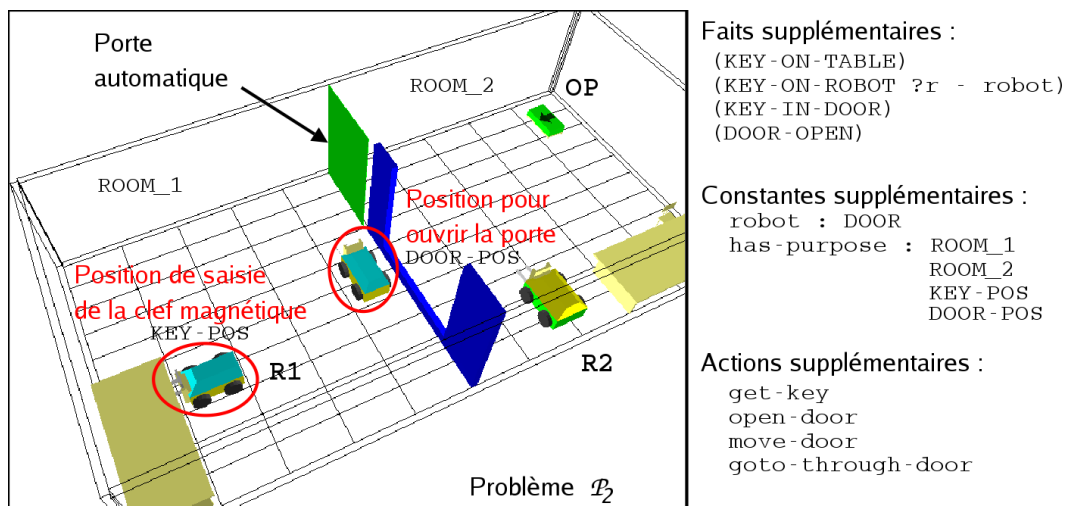 Porte
automatique
ROOM_2
OP
ROOM_1
Position pour
ouvrir la porte
DOOR-POS
Position de saisie
de la clef magnétique
KEY-POS
R1
R2
Problème 𝒫2
Faits supplémentaires :
(KEY-ON-TABLE)
(KEY-ON-ROBOT ?r - robot)
(KEY-IN-DOOR)
(DOOR-OPEN)
Constantes supplémentaires :
robot : DOOR
has-purpose : ROOM_1
ROOM_2
KEY-POS
DOOR-POS
Actions supplémentaires :
get-key
open-door
move-door
goto-through-door